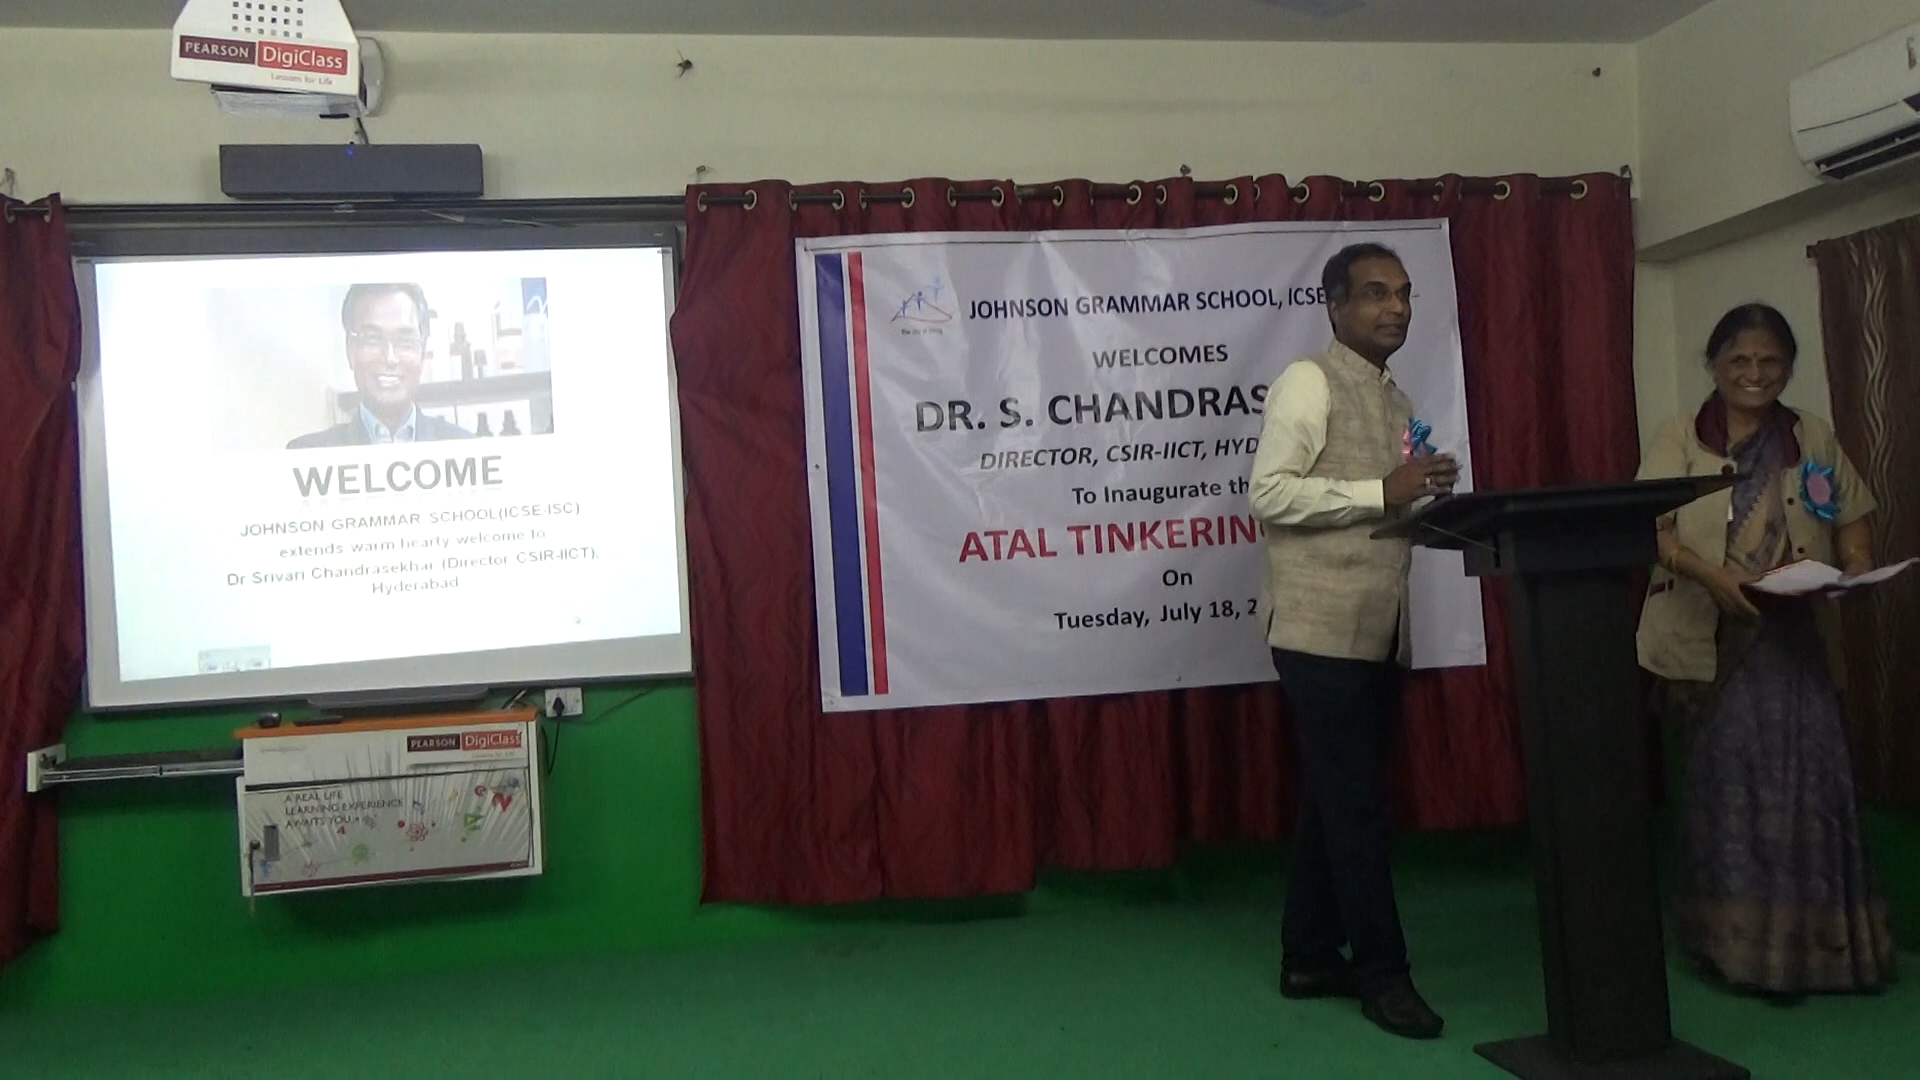 PEARSON DigiClass
Lessons for Life
WELCOME
JOHNSON GRAMMAR SCHOOL(ICSE-ISC)
extends warm hearty welcome to
Dr Srivari Chandrasekhar (Director CSIR-IICT),
Hyderabad
JOHNSON GRAMMAR SCHOOL, ICSE
WELCOMES
DR. S. CHANDRAS
DIRECTOR, CSIR-IICT, HYD
To Inaugurate th
ATAL TINKERIN
On
Tuesday, July 18, 2
PEARSON DigiClass
A REAL LIFE
LEARNING EXPERIENCE
AWAITS YOU